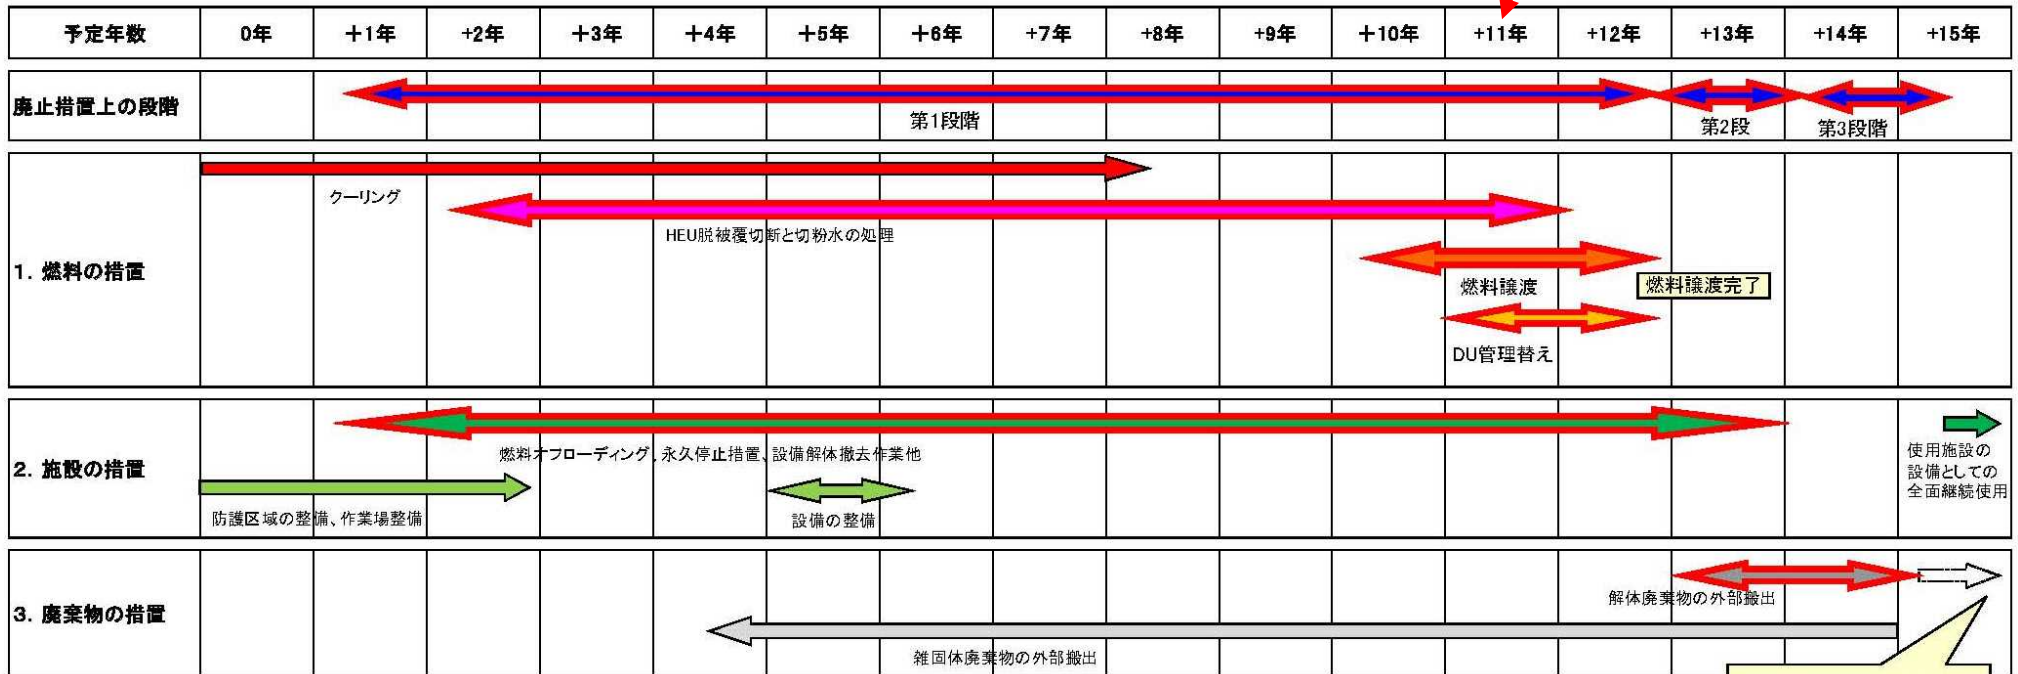 予定年数 0年 +1年 +2年 +3年 +4年 +5年 +6年 +7年 +8年 +9年 +10年 +11年 +12年 +13年 +14年 +15年
廃止措置上の段階
第1段階
第2段
第3段階
クーリング
HEU脱被覆切断と切粉水の処理
1. 燃料の措置
燃料譲渡
燃料譲渡完了
DU管理替え
燃料オフローディング、永久停止措置、設備解体撤去作業他
2. 施設の措置
使用施設の
設備としての
全面継続使用
防護区域の整備、作業場整備
設備の整備
解体廃棄物の外部搬出
3. 廃棄物の措置
雑固体廃棄物の外部搬出